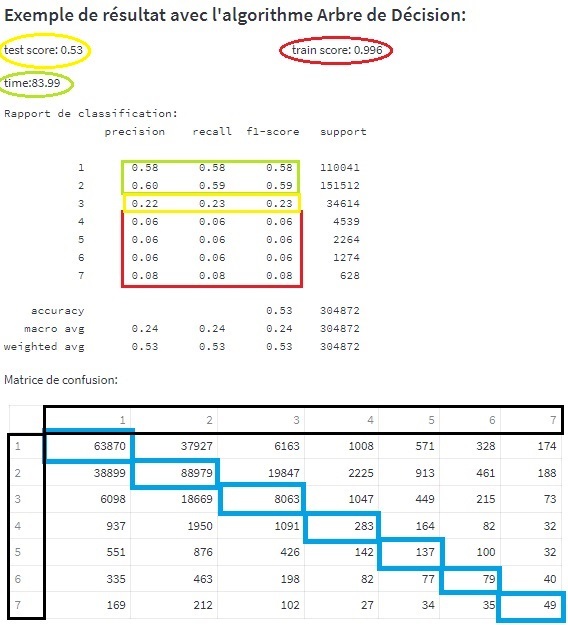 Exemple de résultat avec l'algorithme Arbre de Décision:
test score: 0.53 train score: 0.996
time:83.99
Rapport de classification:
precision recall f1-score support
1 0.58 0.58 0.58 110041
2 0.60 0.59 0.59 151512
3 0.22 0.23 0.23 34614
4 0.06 0.06 0.06 4539
5 0.06 0.06 0.06 2264
6 0.06 0.06 0.06 1274
7 0.08 0.08 0.08 628
accuracy 0.53 304872
macro avg 0.24 0.24 0.24 304872
weighted avg 0.53 0.53 0.53 304872
Matrice de confusion:
1 2 3 4 5 6 7
1 63870 37927 6163 1008 571 328 174
2 38899 88979 19847 2225 913 461 188
3 6098 18669 8063 1047 449 215 73
4 937 1950 1091 283 164 82 32
5 551 876 426 142 137 100 32
6 335 463 198 82 77 79 40
7 169 212 102 27 34 35 49